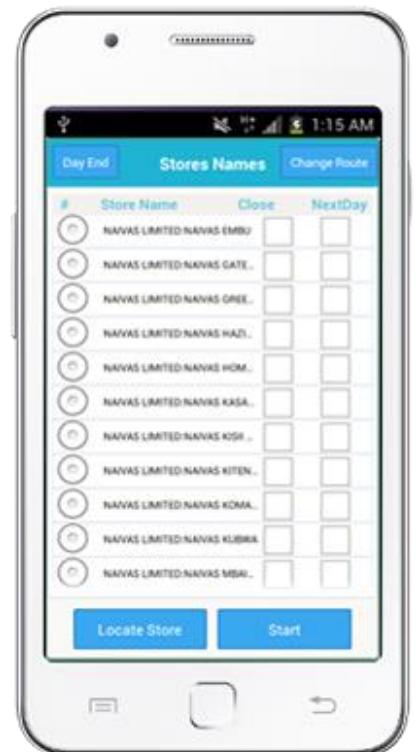 1:15 AM
Day End Stores Names Change Route
# Store Name Close NextDay
NAIVAS LIMITED:NAIVAS EMBU
NAIVAS LIMITED:NAIVAS GATE..
NAIVAS LIMITED:NAIVAS GREE..
NAIVAS LIMITED:NAIVAS HAZI..
NAIVAS LIMITED:NAIVAS HOM..
NAIVAS LIMITED:NAIVAS KASA..
NAIVAS LIMITED:NAIVAS KISII ..
NAIVAS LIMITED:NAIVAS KITEN..
NAIVAS LIMITED:NAIVAS KOMA..
NAIVAS LIMITED:NAIVAS
NAIVAS LIMITED:NAIVAS MBAI..
Locate Store Start